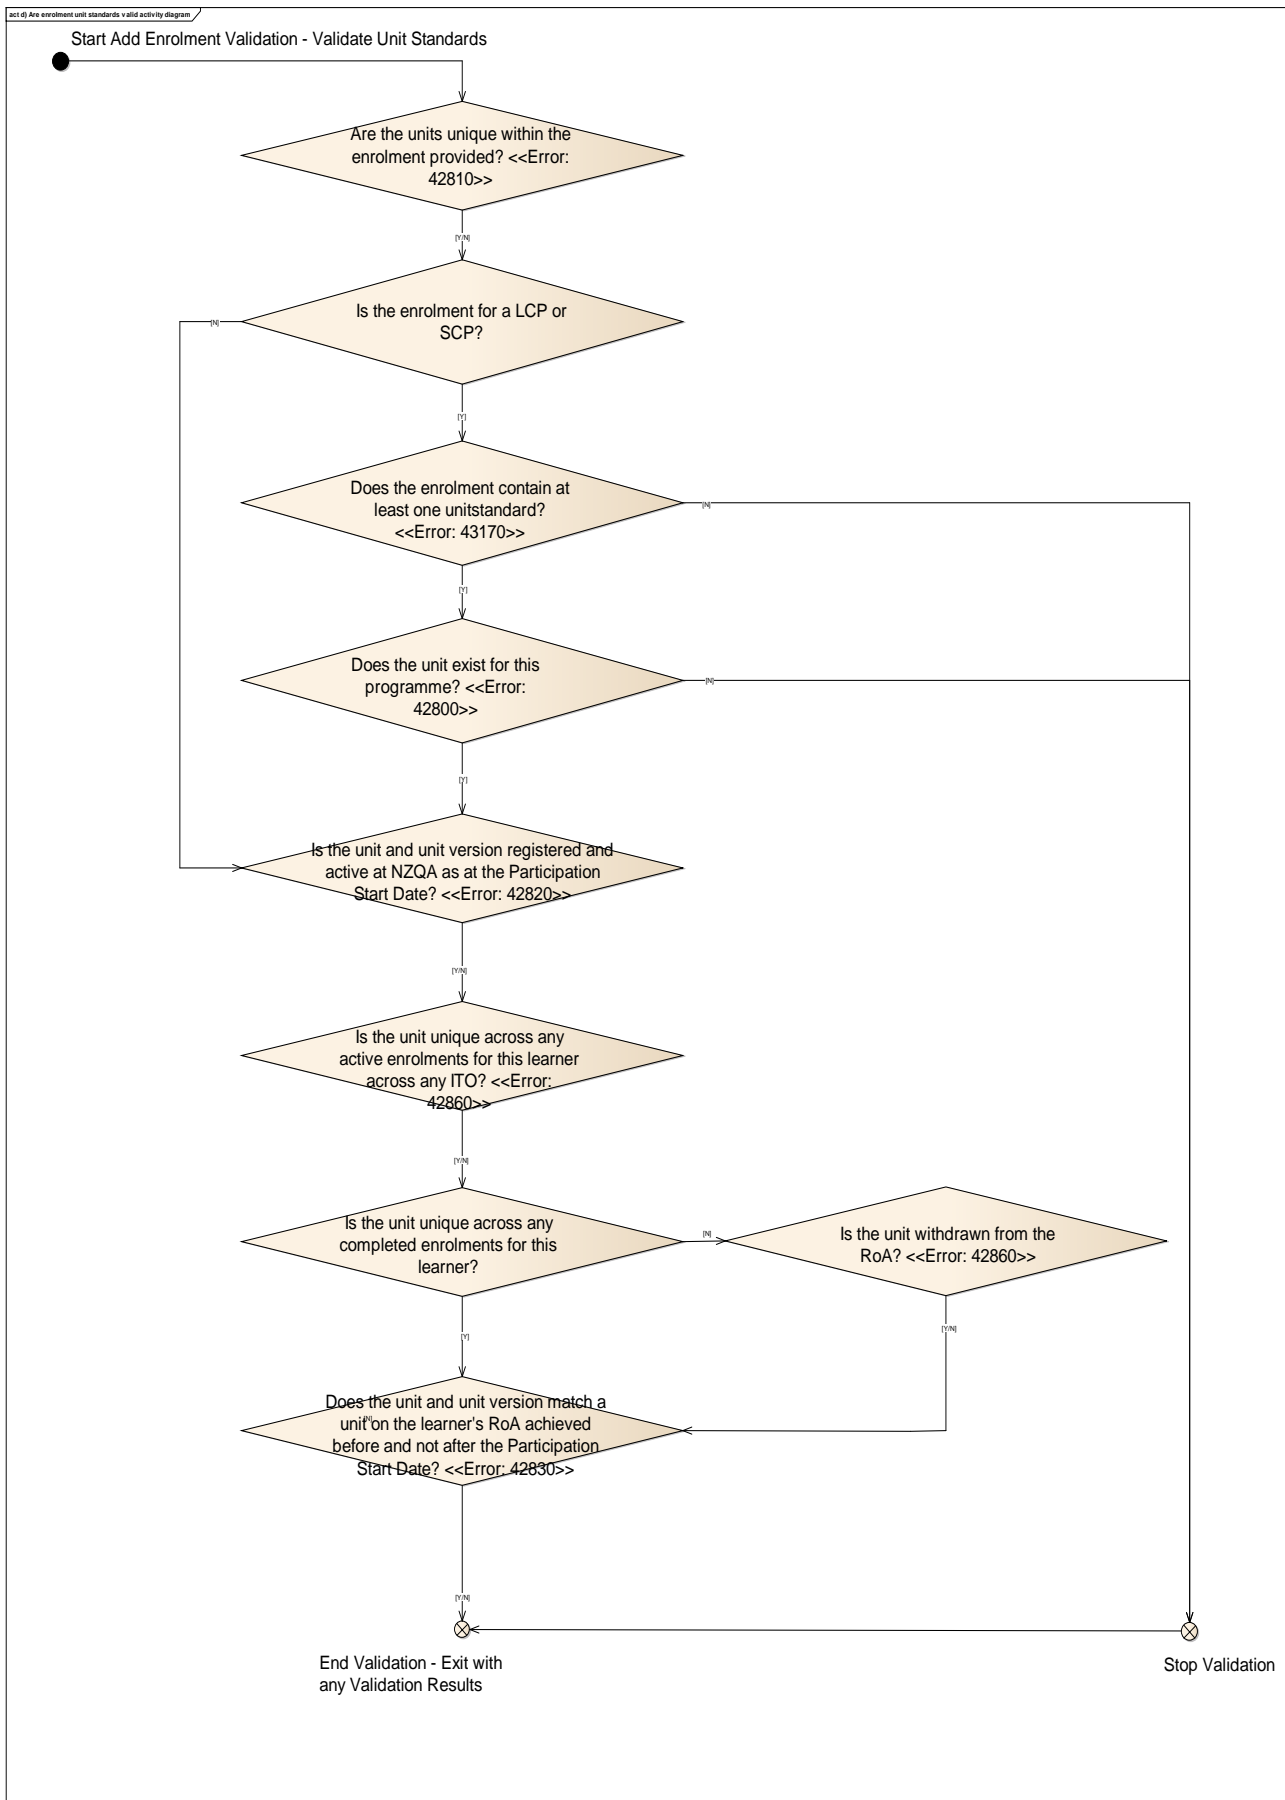 act d) Are enrolment unit standards valid activity diagram
Start Add Enrolment Validation - Validate Unit Standards
Are the units unique within the
enrolment provided? <<Error:
42810>>
[Y/N]
Is the enrolment for a LCP or
SCP?
[N]
[Y]
Does the enrolment contain at
least one unitstandard?
<<Error: 43170>>
[N]
[Y]
Does the unit exist for this
programme? <<Error:
42800>>
[N]
[Y]
Is the unit and unit version registered and
active at NZQA as at the Participation
Start Date? <<Error: 42820>>
[Y/N]
Is the unit unique across any
active enrolments for this learner
across any ITO? <<Error:
42860>>
[Y/N]
Is the unit unique across any
completed enrolments for this
learner?
[N]
Is the unit withdrawn from the
RoA? <<Error: 42860>>
[Y/N]
[Y]
Does the unit and unit version match a
unit on the learner's RoA achieved
before and not after the Participation
Start Date? <<Error: 42830>>
[N]
[Y/N]
End Validation - Exit with
any Validation Results
Stop Validation